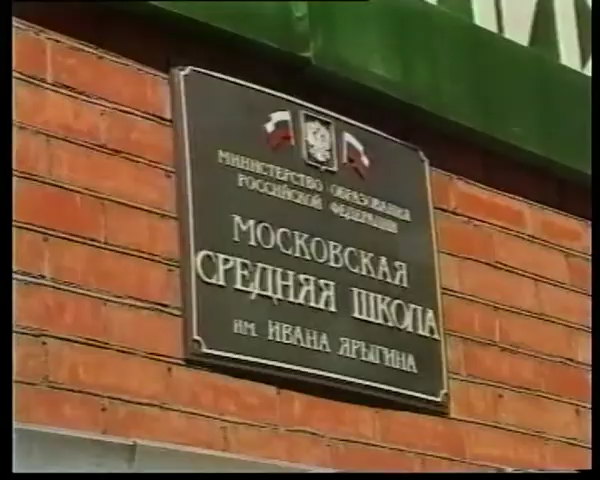 МИНИСТЕРСТВО ОБРАЗОВАНИЯ
РОССИЙСКОЙ ФЕДЕРАЦИИ
МОСКОВСКАЯ
СРЕДНЯЯ ШКОЛА
им. ИВАНА ЯРЫГИНА